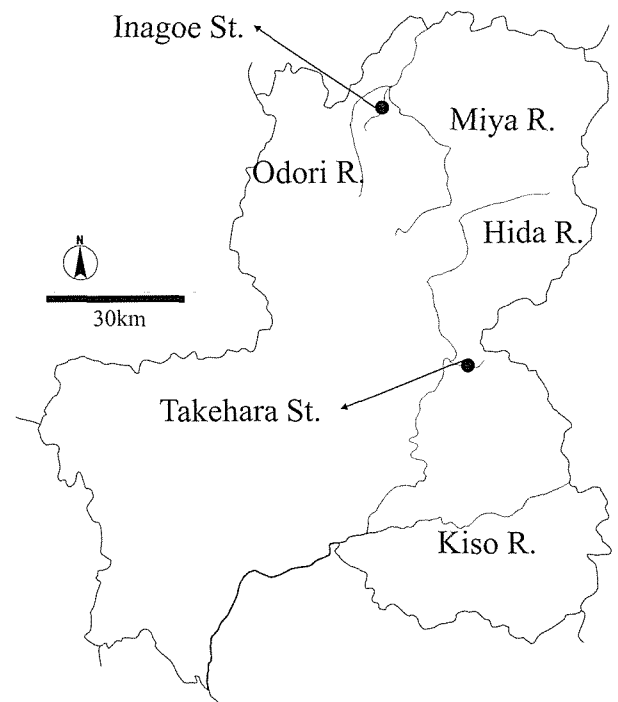 Inagoe St.
Miya R.
Odori R.
Hida R.
N
30km
Takehara St.
Kiso R.